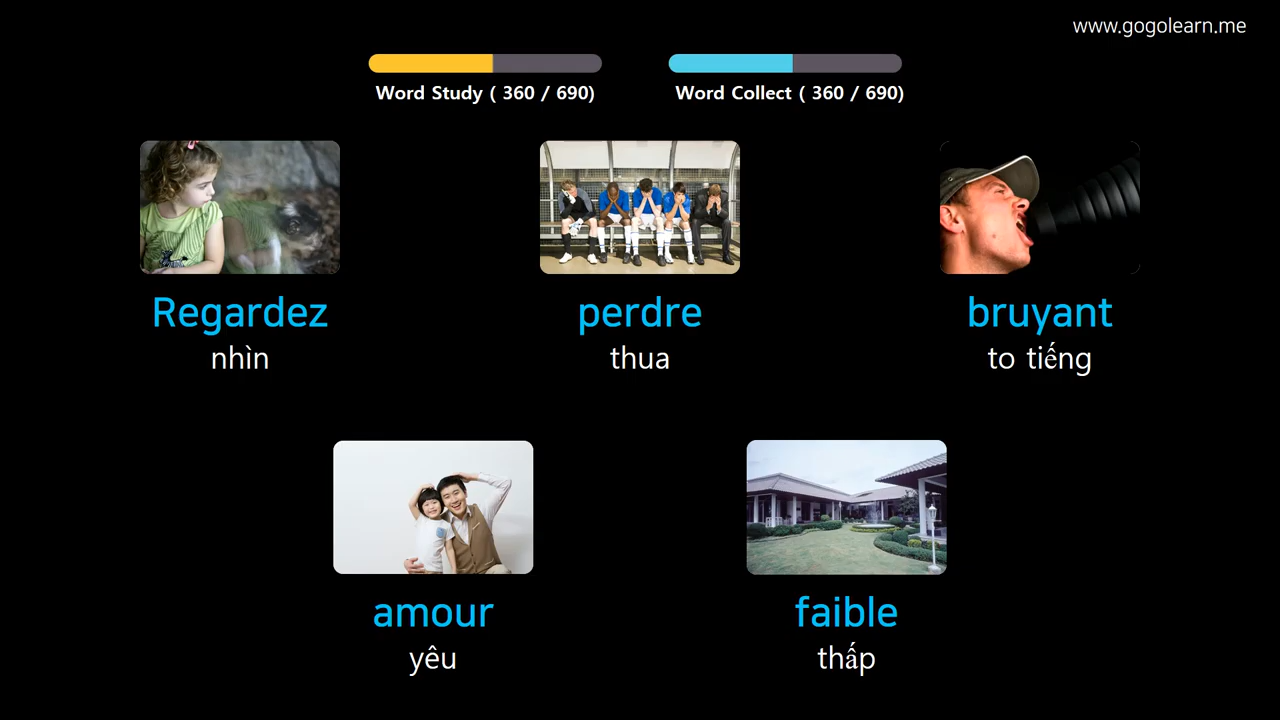 www.gogolearn.me
Word Study ( 360 / 690)
Word Collect ( 360 / 690)
Regardez
nhìn
perdre
thua
bruyant
to tiếng
amour
yêu
faible
thấp